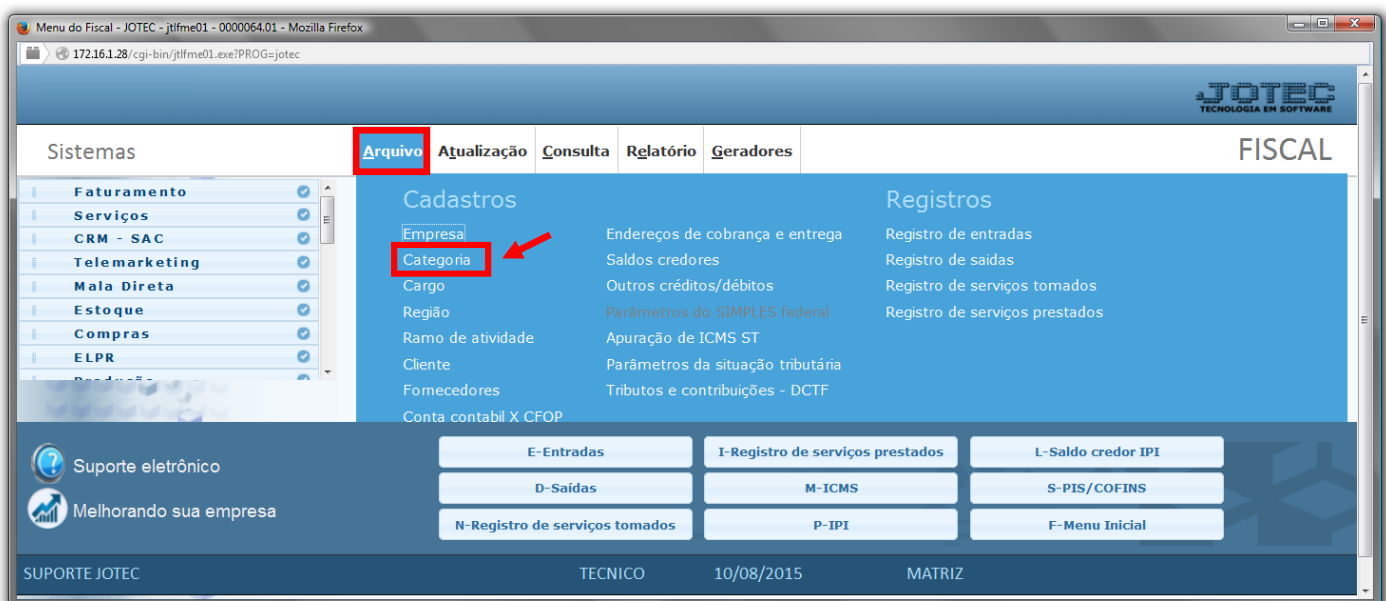 Menu do Fiscal - JOTEC - jtlfme01 - 0000064.01 - Mozilla Firefox
172.16.1.28/cgi-bin/jtlfme01.exe?PROG=jotec
JOTEC
TECNOLOGIA EM SOFTWARE
Sistemas
Arquivo Atualização Consulta Relatório Geradores
FISCAL
Faturamento
Serviços
CRM - SAC
Telemarketing
Mala Direta
Estoque
Compras
ELPR
Produção
Cadastros
Empresa
Categoria
Cargo
Região
Ramo de atividade
Cliente
Fornecedores
Conta contabil X CFOP
Endereços de cobrança e entrega
Saldos credores
Outros créditos/débitos
Parâmetros do SIMPLES federal
Apuração de ICMS ST
Parâmetros da situação tributária
Tributos e contribuições - DCTF
Registros
Registro de entradas
Registro de saidas
Registro de serviços tomados
Registro de serviços prestados
Suporte eletrônico
Melhorando sua empresa
E-Entradas
I-Registro de serviços prestados
L-Saldo credor IPI
D-Saídas
M-ICMS
S-PIS/COFINS
N-Registro de serviços tomados
P-IPI
F-Menu Inicial
SUPORTE JOTEC TECNICO 10/08/2015 MATRIZ